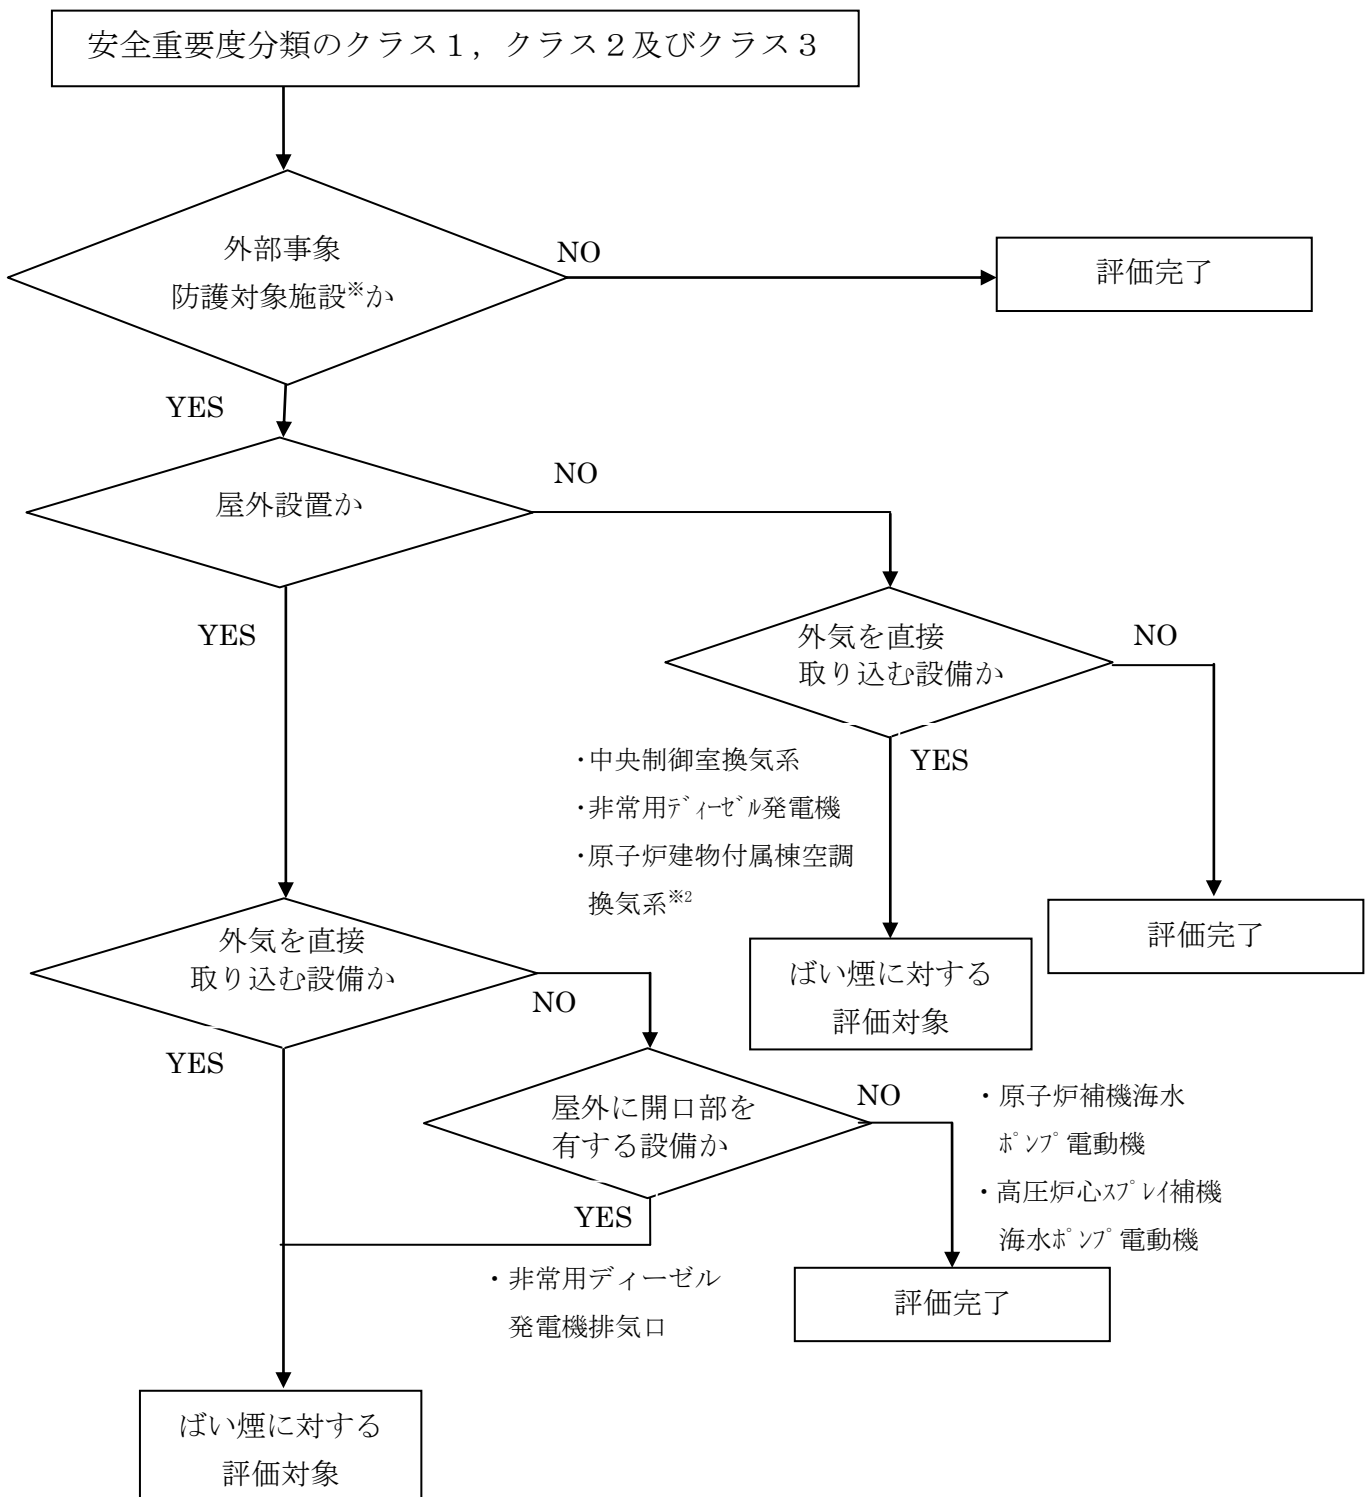 安全重要度分類のクラス１，クラス２及びクラス３
外部事象
防護対象施設※か
NO
評価完了
YES
屋外設置か
NO
YES
外気を直接
取り込む設備か
NO
YES
・中央制御室換気系
・非常用ﾃﾞｨｰｾﾞﾙ発電機
・原子炉建物付属棟空調
換気系※2
評価完了
ばい煙に対する
評価対象
外気を直接
取り込む設備か
NO
YES
屋外に開口部を
有する設備か
NO
YES
・原子炉補機海水
ﾎﾟﾝﾌﾟ電動機
・高圧炉心ｽﾌﾟﾚｲ補機
海水ﾎﾟﾝﾌﾟ電動機
・非常用ディーゼル
発電機排気口
評価完了
ばい煙に対する
評価対象